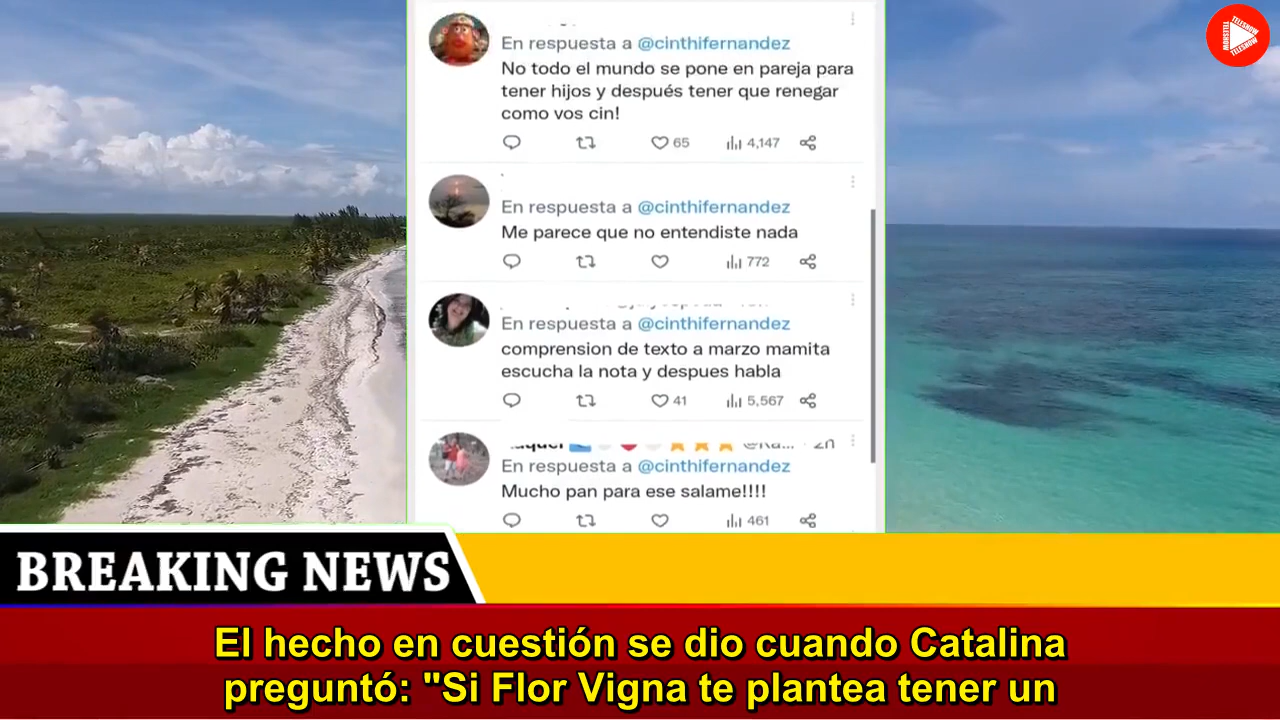 TELESHOW
TELESHOW
TELESHOW
En respuesta a @cinthifernandez
No todo el mundo se pone en pareja para
tener hijos y después tener que renegar
como vos cin!
65
4,147
En respuesta a @cinthifernandez
Me parece que no entendiste nada
772
En respuesta a @cinthifernandez
comprension de texto a marzo mamita
escucha la nota y despues habla
41
5,567
En respuesta a @cinthifernandez
Mucho pan para ese salame!!!!
461
BREAKING NEWS
El hecho en cuestión se dio cuando Catalina
preguntó: "Si Flor Vigna te plantea tener un